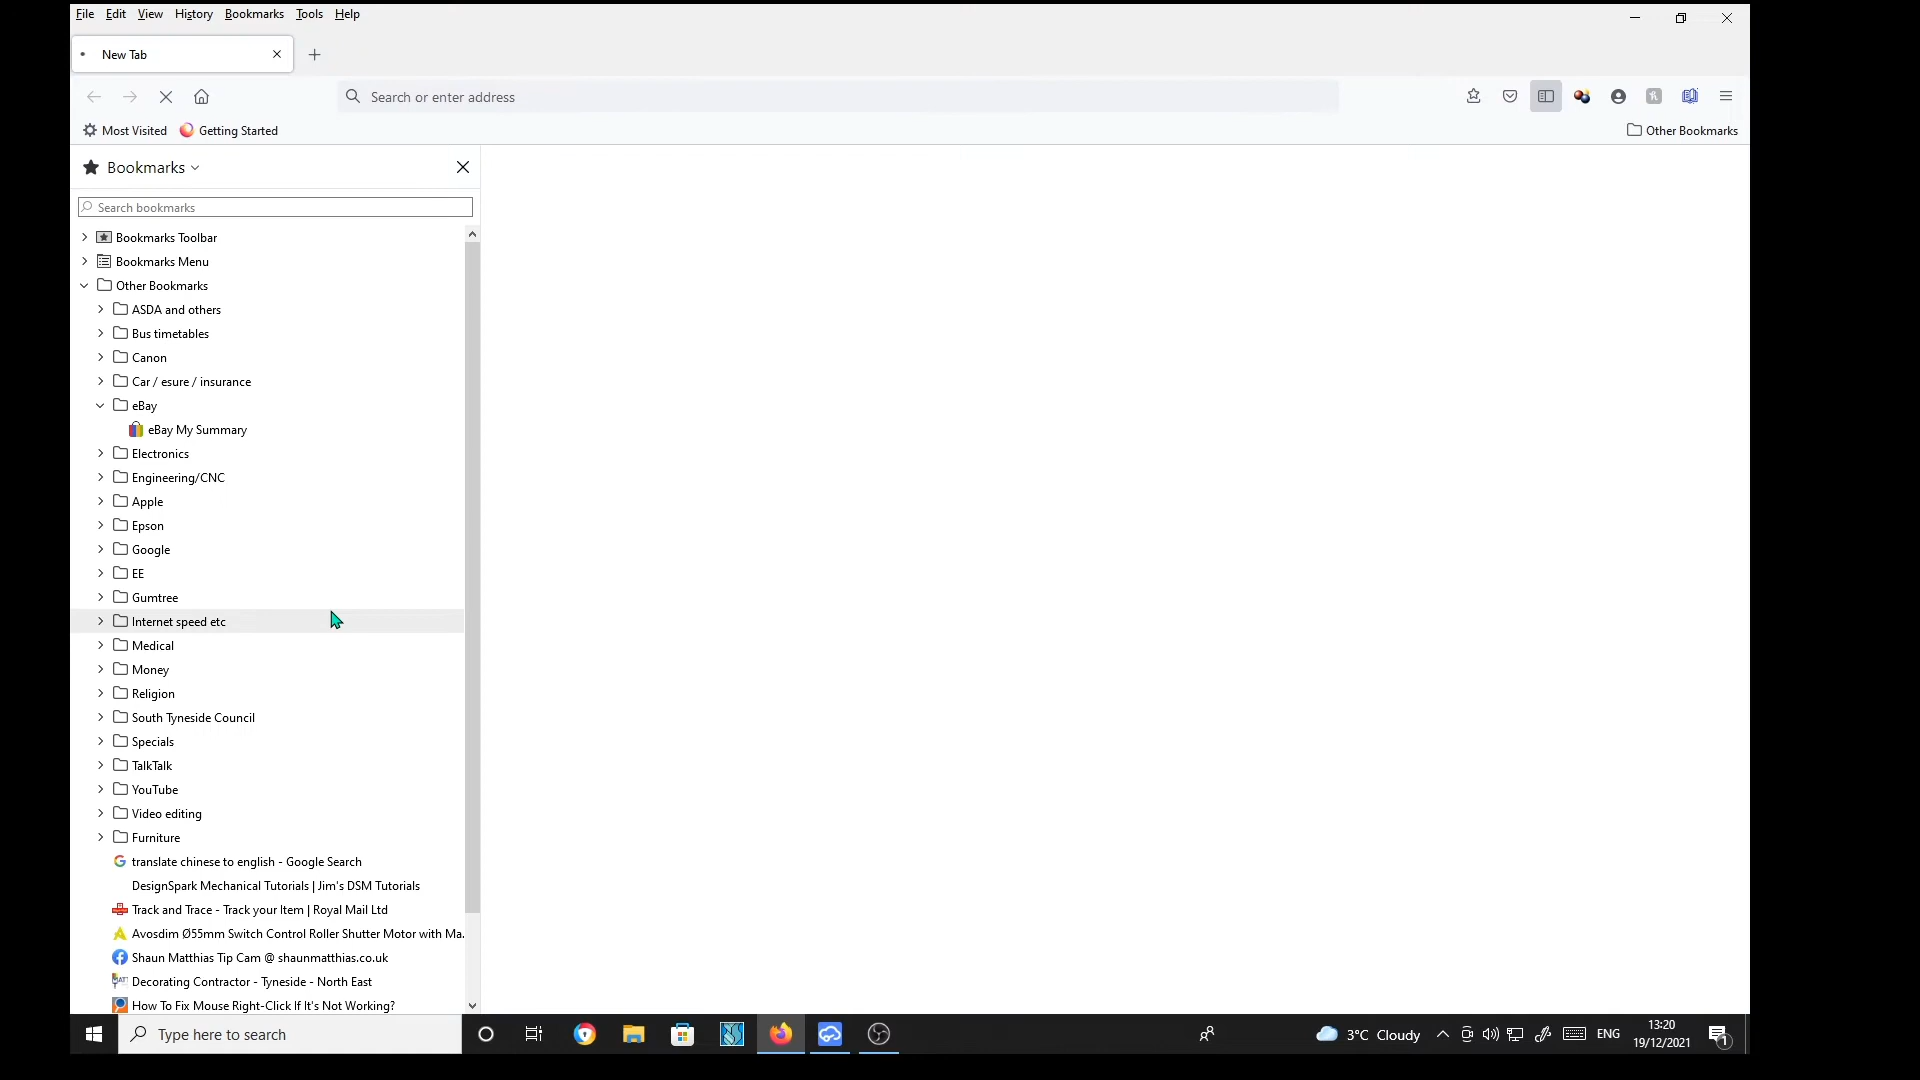 File Edit View History Bookmarks Tools Help
New Tab
Search or enter address
Most Visited Getting Started Other Bookmarks
Bookmarks
Search bookmarks
Bookmarks Toolbar
Bookmarks Menu
Other Bookmarks
ASDA and others
Bus timetables
Canon
Car / esure / insurance
eBay
eBay My Summary
Electronics
Engineering/CNC
Apple
Epson
Google
EE
Gumtree
Internet speed etc
Medical
Money
Religion
South Tyneside Council
Specials
TalkTalk
YouTube
Video editing
Furniture
translate chinese to english - Google Search
DesignSpark Mechanical Tutorials | Jim's DSM Tutorials
Track and Trace - Track your Item | Royal Mail Ltd
Avosdim Ø55mm Switch Control Roller Shutter Motor with Ma.
Shaun Matthias Tip Cam @ shaunmatthias.co.uk
Decorating Contractor - Tyneside - North East
How To Fix Mouse Right-Click If It's Not Working?
Type here to search
3°C Cloudy
ENG
13:20
19/12/2021
1